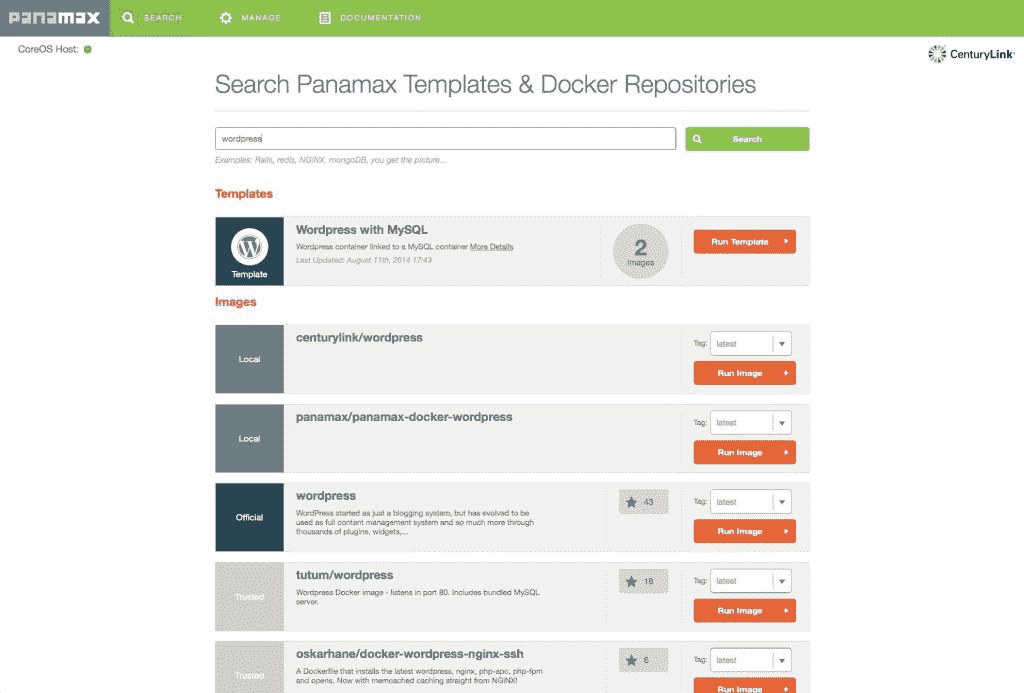 panamax
SEARCH
MANAGE
DOCUMENTATION
CoreOS Host:
CenturyLink
Search Panamax Templates & Docker Repositories
wordpress
Search
Examples: Rails, redis, NGINX, mongoDB, you get the picture...
Templates
Template
Wordpress with MySQL
Wordpress container linked to a MySQL container More Details
Last Updated: August 11th, 2014 17:43
2
Images
Run Template
Images
Local
centurylink/wordpress
Tag: latest
Run Image
Local
panamax/panamax-docker-wordpress
Tag: latest
Run Image
Official
wordpress
WordPress started as just a blogging system, but has evolved to be
used as full content management system and so much more through
thousands of plugins, widgets,...
43
Tag: latest
Run Image
Trusted
tutum/wordpress
Wordpress Docker image - listens in port 80. Includes bundled MySQL
server.
18
Tag: latest
Run Image
Trusted
oskarhane/docker-wordpress-nginx-ssh
A Dockerfile that installs the latest wordpress, nginx, php-apc, php-fpm
and openss. Now with memcached caching straight from NGINX!
6
Tag: latest
Run Image